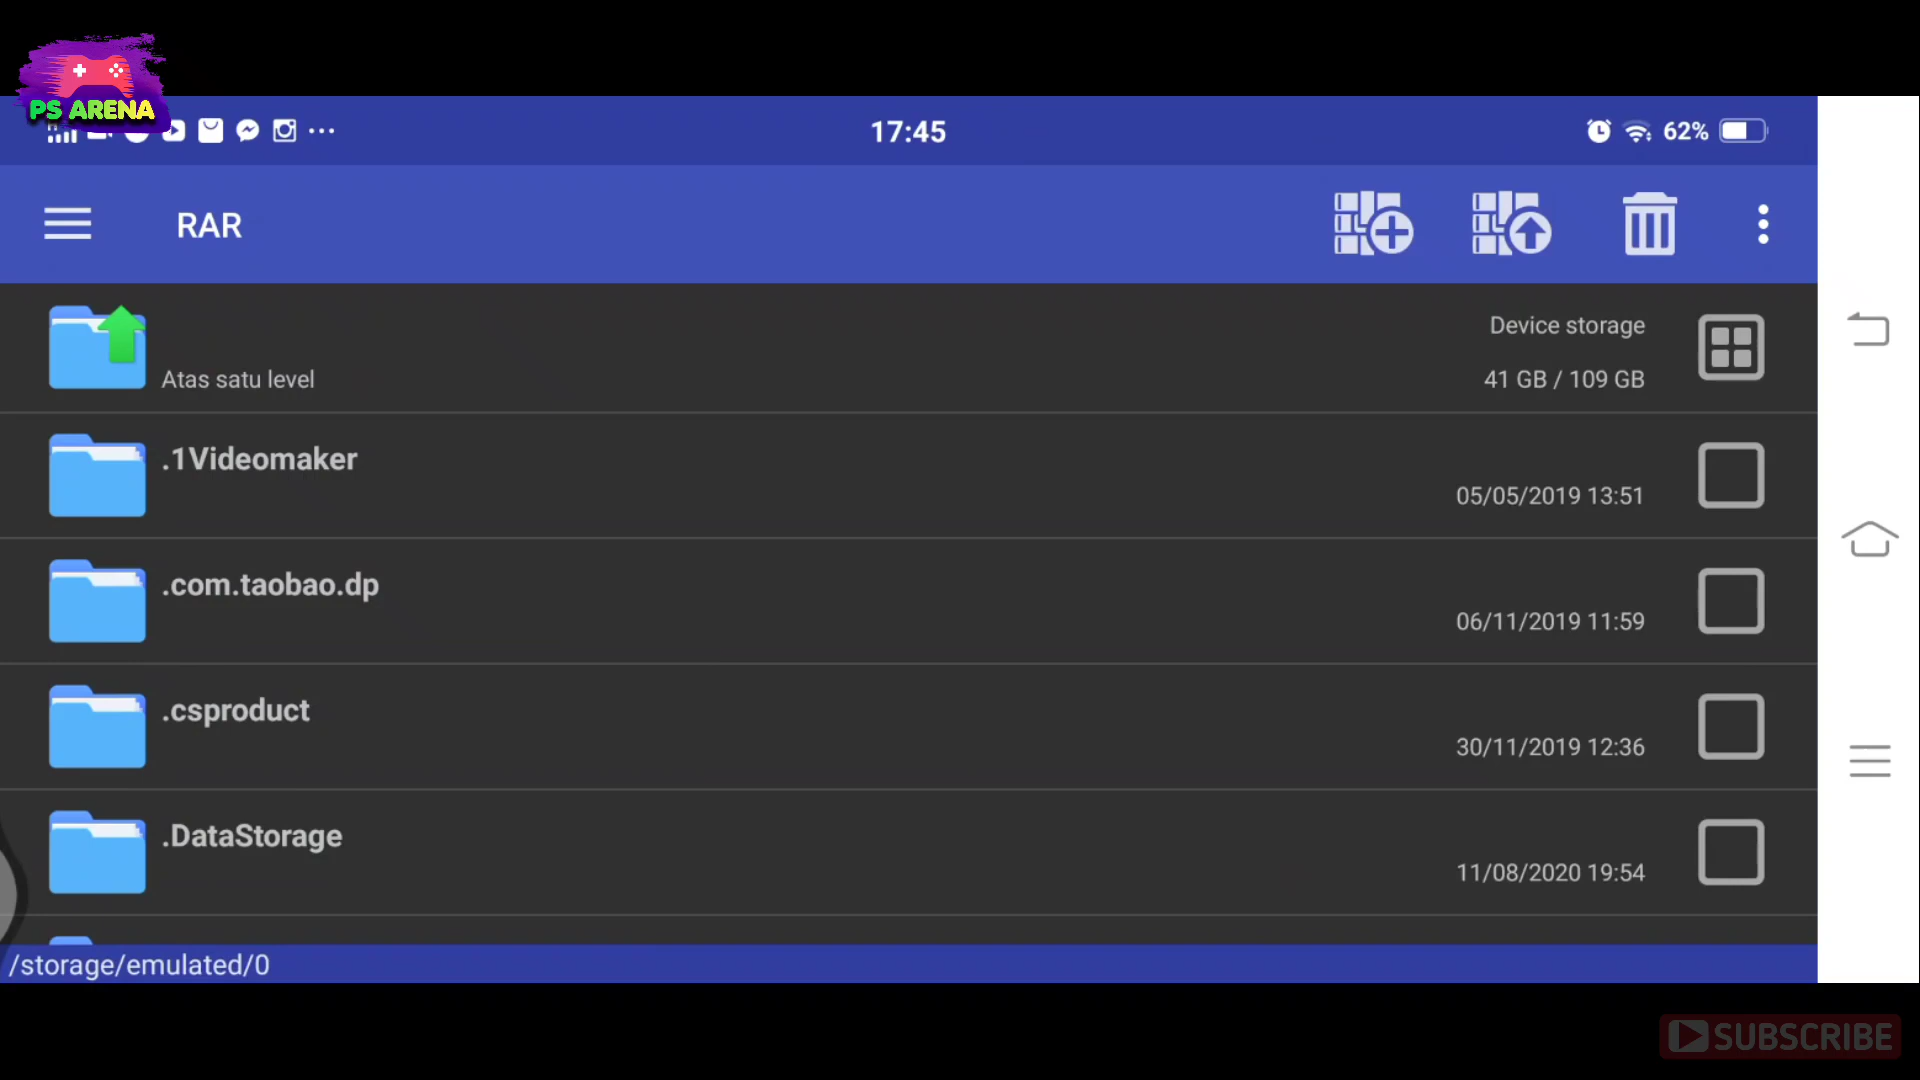 PS ARENA
17:45
62%
RAR
Device storage
Atas satu level
41 GB / 109 GB
.1Videomaker
05/05/2019 13:51
.com.taobao.dp
06/11/2019 11:59
.csproduct
30/11/2019 12:36
.DataStorage
11/08/2020 19:54
/storage/emulated/0
SUBSCRIBE